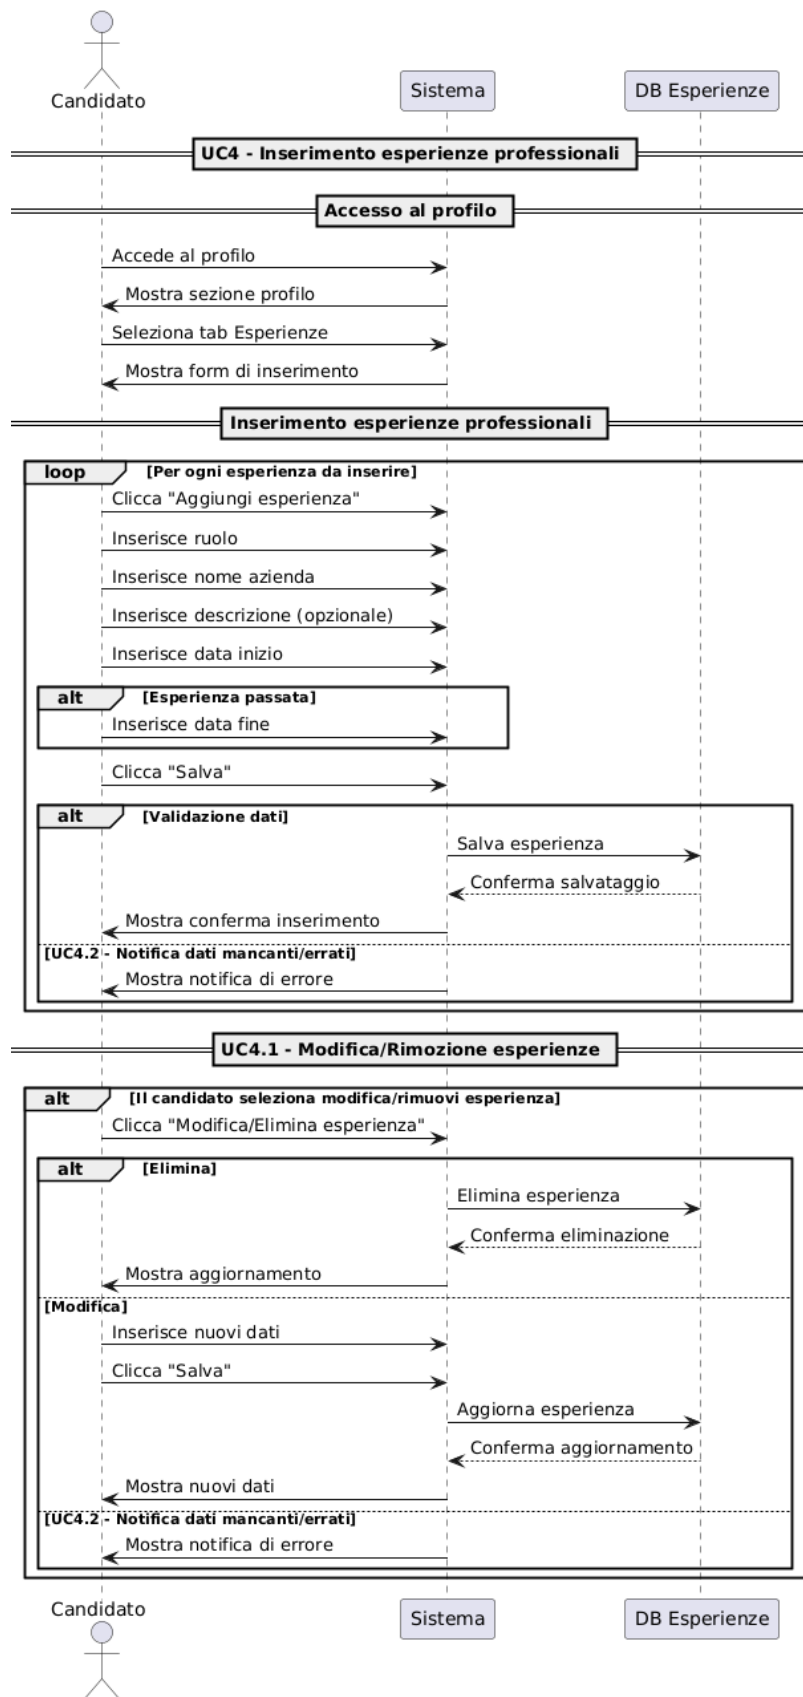 Candidato
Sistema
DB Esperienze
UC4 - Inserimento esperienze professionali
Accesso al profilo
Accede al profilo
Mostra sezione profilo
Seleziona tab Esperienze
Mostra form di inserimento
Inserimento esperienze professionali
loop [Per ogni esperienza da inserire]
Clicca "Aggiungi esperienza"
Inserisce ruolo
Inserisce nome azienda
Inserisce descrizione (opzionale)
Inserisce data inizio
alt [Esperienza passata]
Inserisce data fine
Clicca "Salva"
alt [Validazione dati]
Salva esperienza
Conferma salvataggio
Mostra conferma inserimento
[UC4.2 - Notifica dati mancanti/errati]
Mostra notifica di errore
UC4.1 - Modifica/Rimozione esperienze
alt [Il candidato seleziona modifica/rimuovi esperienza]
Clicca "Modifica/Elimina esperienza"
alt [Elimina]
Elimina esperienza
Conferma eliminazione
Mostra aggiornamento
[Modifica]
Inserisce nuovi dati
Clicca "Salva"
Aggiorna esperienza
Conferma aggiornamento
Mostra nuovi dati
[UC4.2 - Notifica dati mancanti/errati]
Mostra notifica di errore
Candidato
Sistema
DB Esperienze